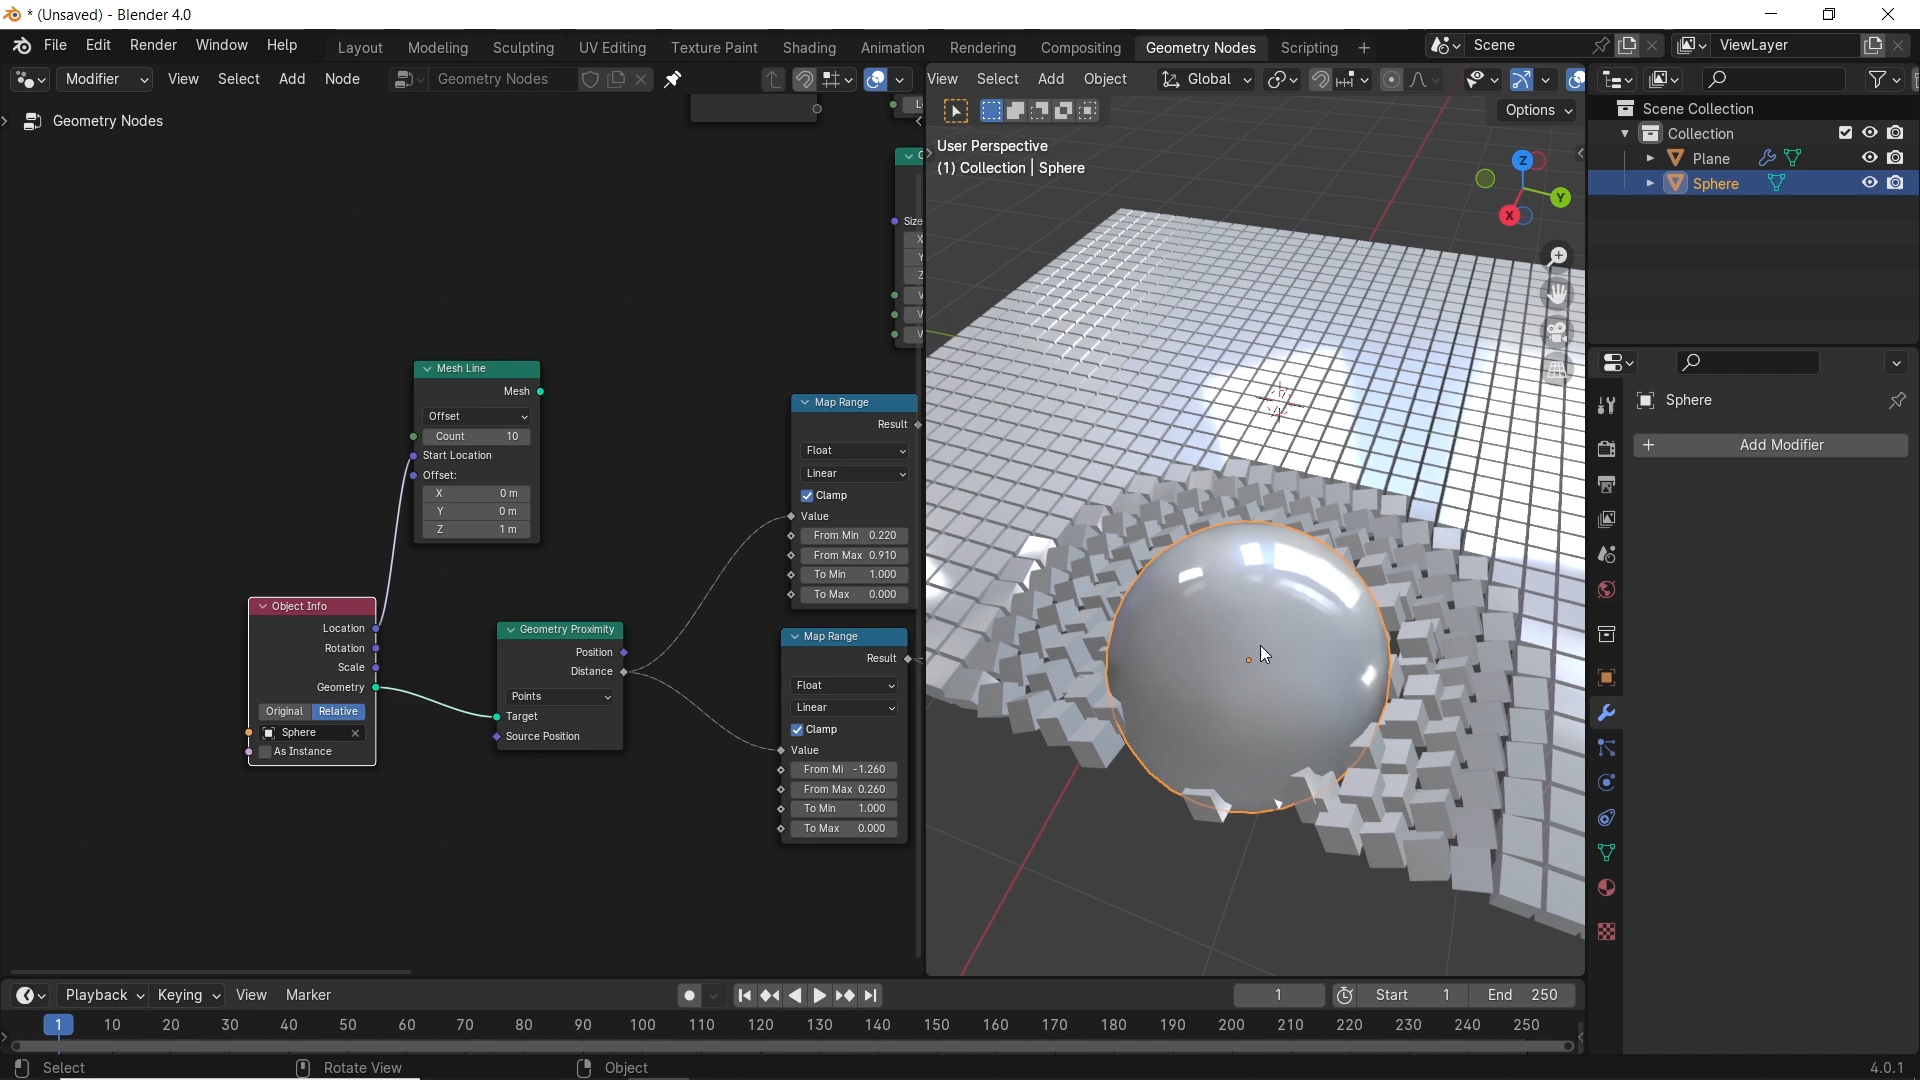 * (Unsaved) - Blender 4.0
File Edit Render Window Help
Layout Modeling Sculpting UV Editing Texture Paint Shading Animation Rendering Compositing Geometry Nodes Scripting +
Scene
ViewLayer
Modifier View Select Add Node Geometry Nodes
View Select Add Object Global
Options
Geometry Nodes
User Perspective
(1) Collection | Sphere
Z
Y
X
Scene Collection
Collection
Plane
Sphere
Size
X
Y
Z
Mesh Line
Mesh
Offset
Count 10
Start Location
Offset:
X 0 m
Y 0 m
Z 1 m
Map Range
Result
Float
Linear
Clamp
Value
From Min 0.220
From Max 0.910
To Min 1.000
To Max 0.000
Object Info
Location
Rotation
Scale
Geometry
Original Relative
Sphere
As Instance
Geometry Proximity
Position
Distance
Points
Target
Source Position
Map Range
Result
Float
Linear
Clamp
Value
From Mi -1.260
From Max 0.260
To Min 1.000
To Max 0.000
Sphere
+ Add Modifier
Playback Keying View Marker
1
Start 1
End 250
1 10 20 30 40 50 60 70 80 90 100 110 120 130 140 150 160 170 180 190 200 210 220 230 240 250
Select Rotate View Object 4.0.1